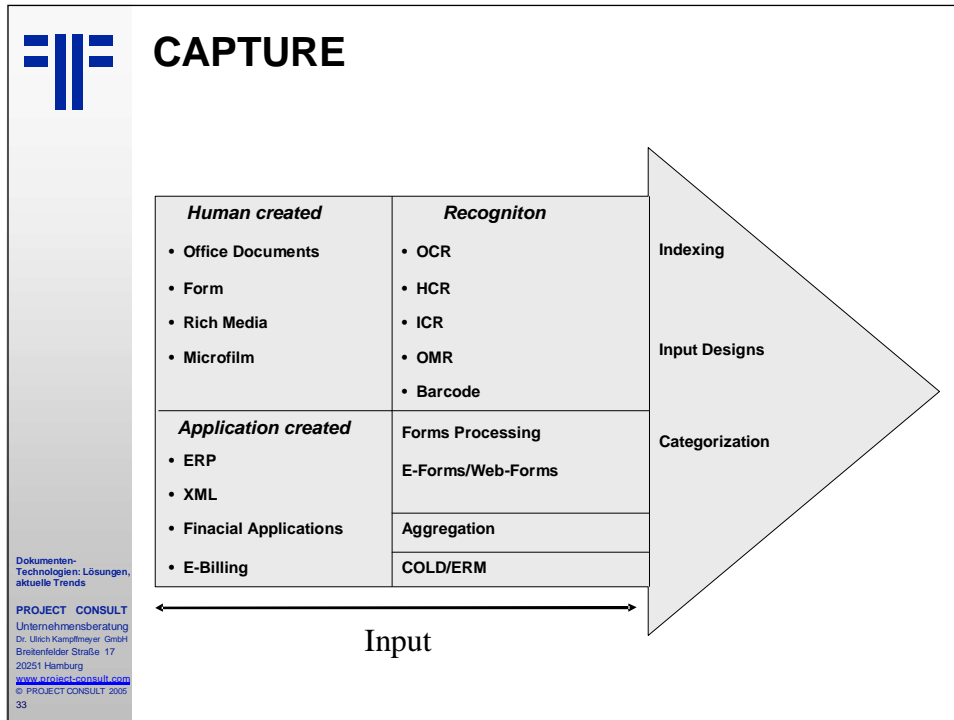 CAPTURE
Human created
• Office Documents
• Form
• Rich Media
• Microfilm
Recogniton
• OCR
• HCR
• ICR
• OMR
• Barcode
Application created
• ERP
• XML
• Finacial Applications
• E-Billing
Forms Processing
E-Forms/Web-Forms
Aggregation
COLD/ERM
Indexing
Input Designs
Categorization
Input
Dokumenten-
Technologien: Lösungen,
aktuelle Trends
PROJECT CONSULT
Unternehmensberatung
Dr. Ulrich Kampffmeyer GmbH
Breitenfelder Straße 17
20251 Hamburg
www.project-consult.com
© PROJECT CONSULT 2005
33